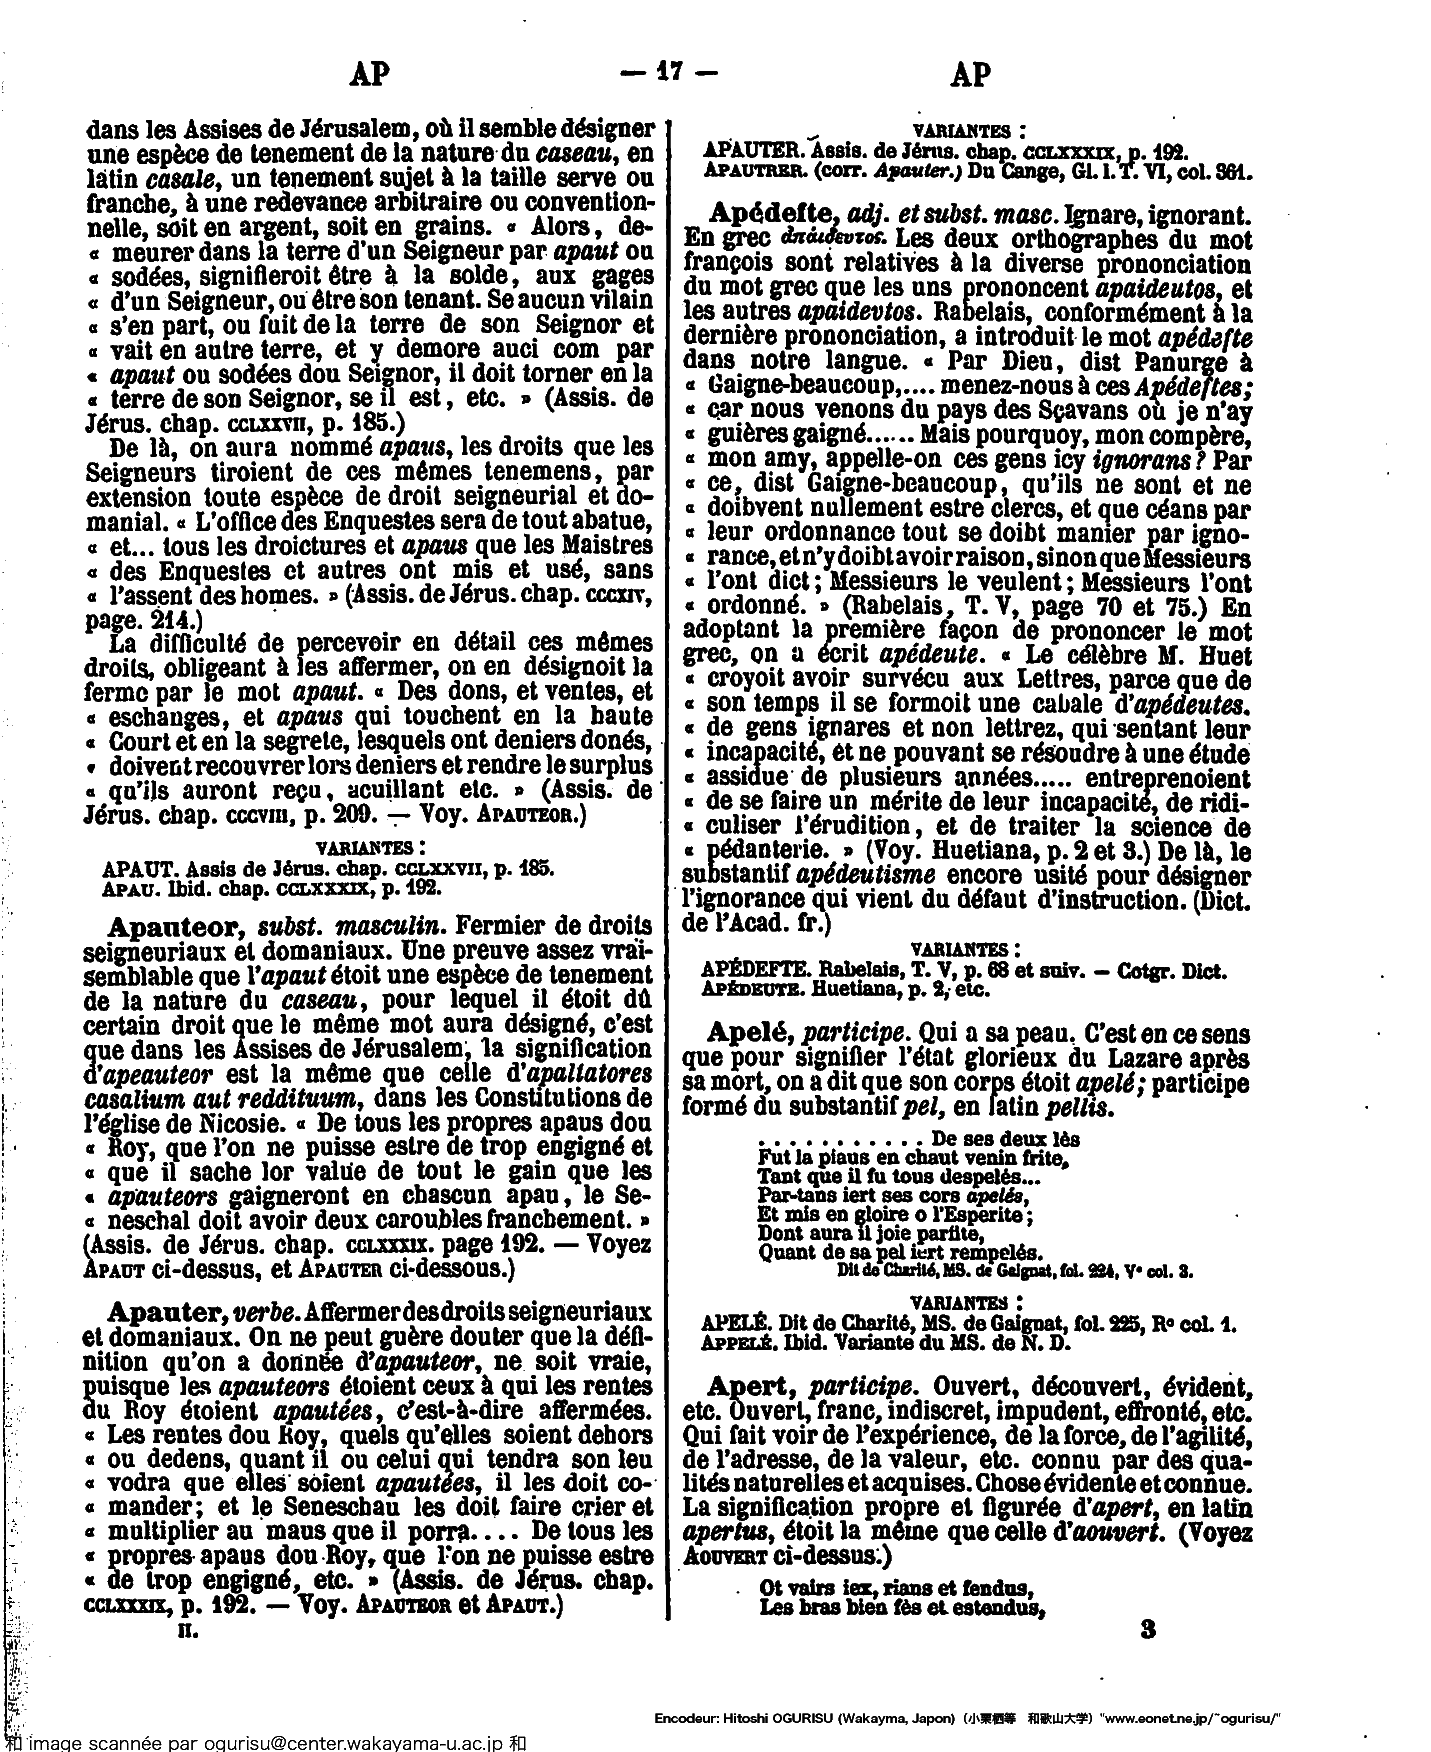 AP
— 17 —
AP
dans les Assises de Jérusalem, où il semble désigner
une espèce de tenement de la nature du caseau, en
latin casale, un tenement sujet à la taille serve ou
franche, à une redevance arbitraire ou convention-
nelle, soit en argent, soit en grains. « Alors, de-
« meurer dans la terre d'un Seigneur par apaut ou
« sodées, signifieroit être à la solde, aux gages
« d'un Seigneur, ou être son tenant. Se aucun vilain
« s'en part, ou fuit de la terre de son Seignor et
« vait en autre terre, et y demore auci com par
« apaut ou sodées dou Seignor, il doit torner en la
« terre de son Seignor, se il est, etc. » (Assis. de
Jérus. chap. CCLXXVII, p. 185.)
De là, on aura nommé apaus, les droits que les
Seigneurs tiroient de ces mêmes tenemens, par
extension toute espèce de droit seigneurial et do-
manial. « L'office des Enquestes sera de tout abatue,
« et... tous les droictures et apaus que les Maistres
« des Enquestes et autres ont mis et usé, sans
« l'assent des homes. » (Assis. de Jérus. chap. CCCXIV,
page. 214.)
La difficulté de percevoir en détail ces mêmes
droits, obligeant à les affermer, on en désignoit la
ferme par le mot apaut. « Des dons, et ventes, et
« eschanges, et apaus qui touchent en la haute
« Court et en la segrete, lesquels ont deniers donés,
« doivent recouvrer lors deniers et rendre le surplus
« qu'ils auront reçu, acuillant etc. » (Assis. de
Jérus. chap. CCCVIII, p. 209. — Voy. APAUTEOR.)
VARIANTES :
APAUT. Assis de Jérus. chap. CCLXXVII, p. 185.
APAU. Ibid. chap. CCLXXXIX, p. 192.
Apauteor, subst. masculin. Fermier de droits
seigneuriaux et domaniaux. Une preuve assez vrai-
semblable que l'apaut étoit une espèce de tenement
de la nature du caseau, pour lequel il étoit dû
certain droit que le même mot aura désigné, c'est
que dans les Assises de Jérusalem, la signification
d'apeauteor est la même que celle d'apaltatores
casalium aut reddituum, dans les Constitutions de
l'église de Nicosie. « De tous les propres apaus dou
« Roy, que l'on ne puisse estre de trop engigné et
« que il sache lor value de tout le gain que les
« apauteors gaigneront en chascun apau, le Se-
« neschal doit avoir deux caroubles franchement. »
(Assis. de Jérus. chap. CCLXXXIX. page 192. — Voyez
APAUT ci-dessus, et APAUTER ci-dessous.)
Apauter, verbe. Affermer des droits seigneuriaux
et domaniaux. On ne peut guère douter que la défi-
nition qu'on a donnée d'apauteor, ne soit vraie,
puisque les apauteors étoient ceux à qui les rentes
du Roy étoient apautées, c'est-à-dire affermées.
« Les rentes dou Roy, quels qu'elles soient dehors
« ou dedens, quant il ou celui qui tendra son leu
« vodra que elles soient apautées, il les doit co-
« mander; et le Seneschau les doit faire crier et
« multiplier au maus que il porra.... De tous les
« propres apaus dou Roy, que l'on ne puisse estre
« de trop engigné, etc. » (Assis. de Jérus. chap.
CCLXXXIX, p. 192. — Voy. APAUTEOR et APAUT.)
II.
VARIANTES :
APAUTER. Assis. de Jérus. chap. CCLXXXIX, p. 192.
APAUTRER. (corr. Apauter.) Du Cange, Gl. l. T. VI, col. 361.
Apédefte, adj. et subst. masc. Ignare, ignorant.
En grec ἀπαίδευτος. Les deux orthographes du mot
françois sont relatives à la diverse prononciation
du mot grec que les uns prononcent apaideutos, et
les autres apaidevtos. Rabelais, conformément à la
dernière prononciation, a introduit le mot apédefte
dans notre langue. « Par Dieu, dist Panurge à
« Gaigne-beaucoup,.... menez-nous à ces Apédeftes;
« çar nous venons du pays des Sçavans où je n'ay
« guières gaigné...... Mais pourquoy, mon compère,
« mon amy, appelle-on ces gens icy ignorans? Par
« ce, dist Gaigne-beaucoup, qu'ils ne sont et ne
« doibvent nullement estre clercs, et que céans par
« leur ordonnance tout se doibt manier par igno-
« rance, et n'y doibt avoir raison, sinon que Messieurs
« l'ont dict; Messieurs le veulent; Messieurs l'ont
« ordonné. » (Rabelais, T. V, page 70 et 75.) En
adoptant la première façon de prononcer le mot
grec, on a écrit apédeute. « Le célèbre M. Huet
« croyoit avoir survécu aux Lettres, parce que de
« son temps il se formoit une cabale d'apédeutes.
« de gens ignares et non lettrez, qui sentant leur
« incapacité, et ne pouvant se résoudre à une étude
« assidue de plusieurs années..... entreprenoient
« de se faire un mérite de leur incapacité, de ridi-
« culiser l'érudition, et de traiter la science de
« pédanterie. » (Voy. Huetiana, p. 2 et 3.) De là, le
substantif apédeutisme encore usité pour désigner
l'ignorance qui vient du défaut d'instruction. (Dict.
de l'Acad. fr.)
VARIANTES :
APÉDEFTE. Rabelais, T. V, p. 68 et suiv. — Cotgr. Dict.
APÉDEUTE. Huetiana, p. 2, etc.
Apelé, participe. Qui a sa peau. C'est en ce sens
que pour signifier l'état glorieux du Lazare après
sa mort, on a dit que son corps étoit apelé; participe
formé du substantif pel, en latin pellis.
. . . . . . . . . . . De ses deux lès
Fut la piaus en chaut venin frite,
Tant que il fu tous despelés...
Par-tans iert ses cors apelés,
Et mis en gloire o l'Esperite;
Dont aura il joie parfite,
Quant de sa pel iert rempelés.
Dit de Charité, MS. de Gaignat, fol. 224, V° col. 3.
VARIANTES :
APELÉ. Dit de Charité, MS. de Gaignat, fol. 225, R° col. 1.
APPELÉ. Ibid. Variante du MS. de N. D.
Apert, participe. Ouvert, découvert, évident,
etc. Ouvert, franc, indiscret, impudent, effronté, etc.
Qui fait voir de l'expérience, de la force, de l'agilité,
de l'adresse, de la valeur, etc. connu par des qua-
lités naturelles et acquises. Chose évidente et connue.
La signification propre et figurée d'apert, en latin
apertus, étoit la même que celle d'aouvert. (Voyez
AOUVERT ci-dessus.)
Ot vairs iex, rians et fendus,
Les bras bien fès et estendus,
3
Encodeur: Hitoshi OGURISU (Wakayma, Japon) (小栗栖等 和歌山大学) "www.eonet.ne.jp/~ogurisu/"
和 image scannée par ogurisu@center.wakayama-u.ac.jp 和